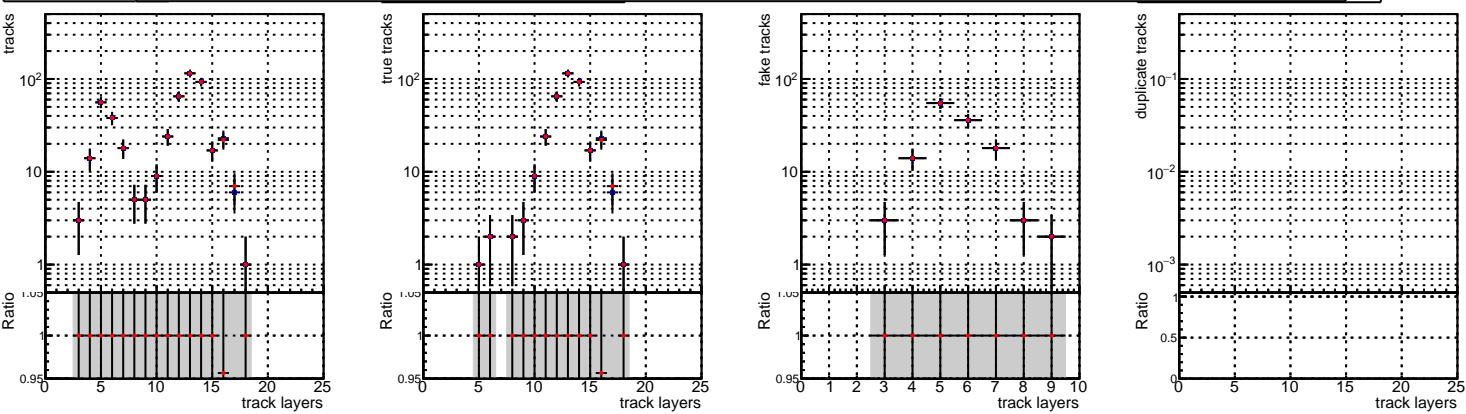 tracks
10²
10
1
Ratio
1.05
1
0.95
0 5 10 15 20 25
track layers
true tracks
10²
10
1
Ratio
1.05
1
0.95
0 5 10 15 20 25
track layers
fake tracks
10²
10
1
Ratio
1.05
1
0.95
0 1 2 3 4 5 6 7 8 9 10
track layers
duplicate tracks
10⁻¹
10⁻²
10⁻³
Ratio
1
0.5
0
0 5 10 15 20 25
track layers